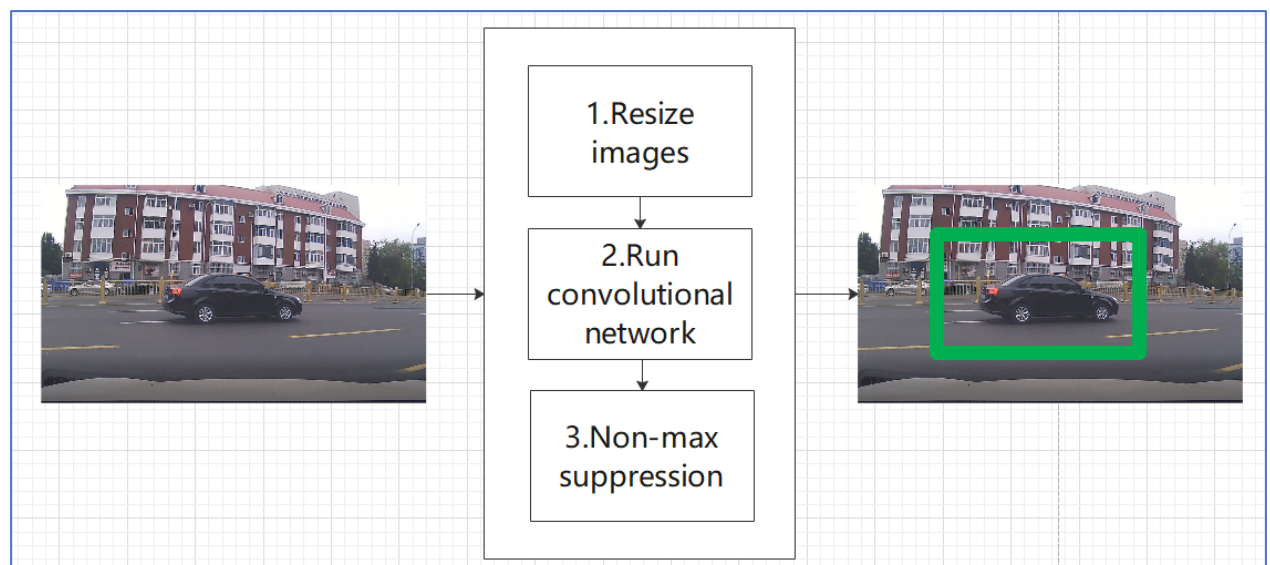 1.Resize
images
2.Run
convolutional
network
3.Non-max
suppression